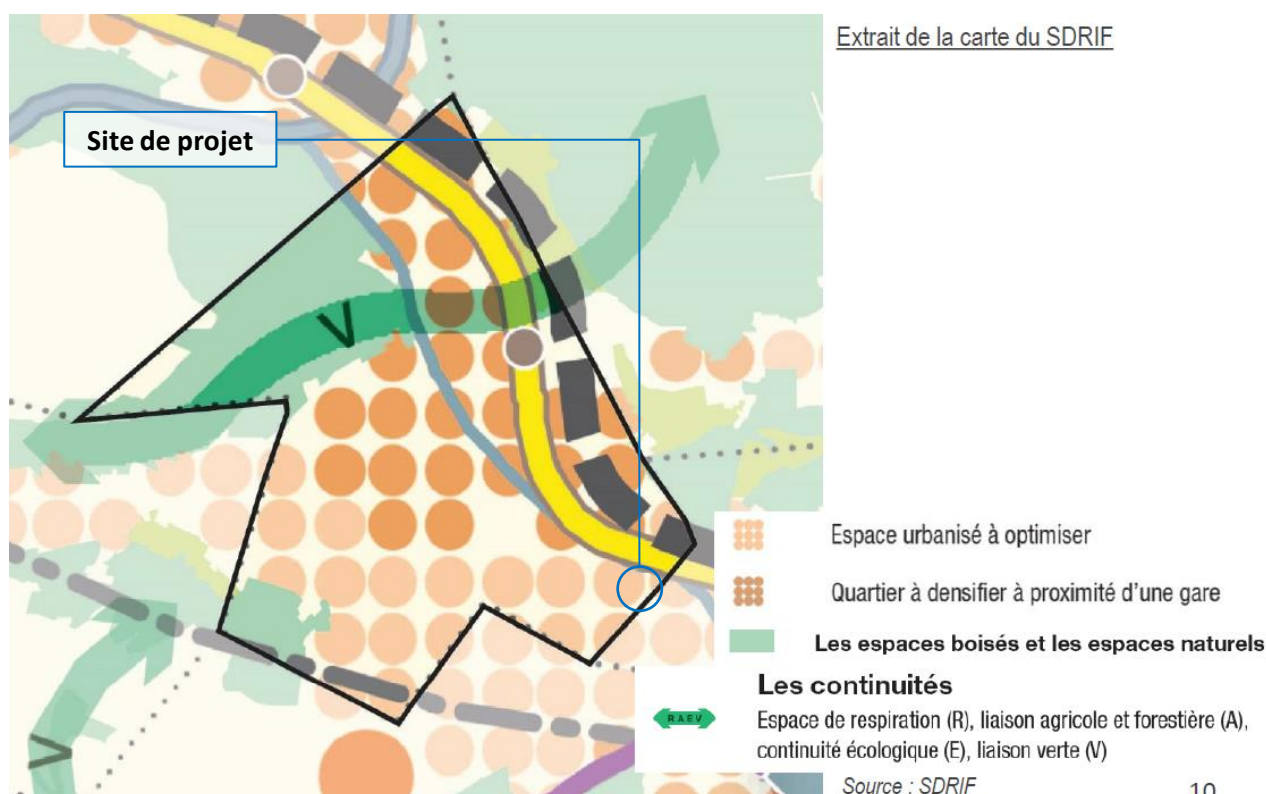 Extrait de la carte du SDRIF
Site de projet
V
V
Espace urbanisé à optimiser
Quartier à densifier à proximité d'une gare
Les espaces boisés et les espaces naturels
Les continuités
R A E V
Espace de respiration (R), liaison agricole et forestière (A),
continuité écologique (E), liaison verte (V)
Source : SDRIF
10